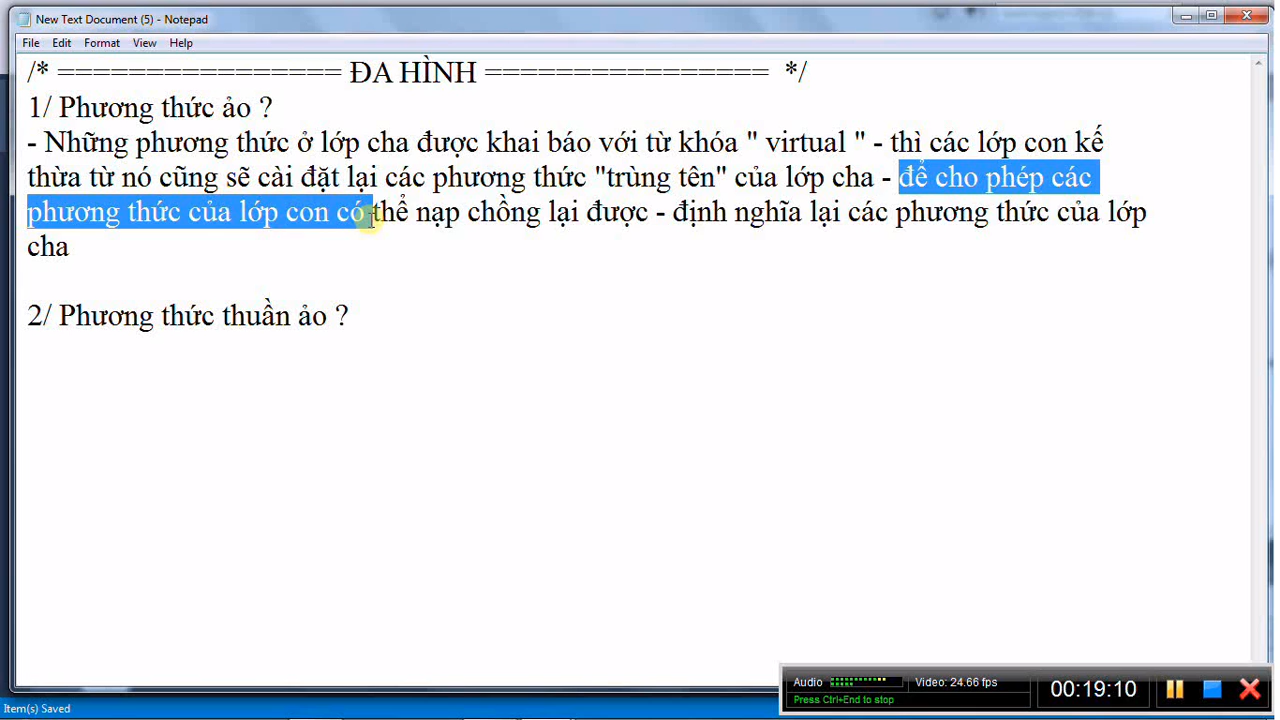 New Text Document (5) - Notepad
File Edit Format View Help
/* ================ ĐA HÌNH ================ */
1/ Phương thức ảo ?
- Những phương thức ở lớp cha được khai báo với từ khóa " virtual " - thì các lớp con kế
thừa từ nó cũng sẽ cài đặt lại các phương thức "trùng tên" của lớp cha - để cho phép các
phương thức của lớp con có thể nạp chồng lại được - định nghĩa lại các phương thức của lớp
cha
2/ Phương thức thuần ảo ?
Audio Video: 24.66 fps
Press Ctrl+End to stop
00:19:10
Item(s) Saved